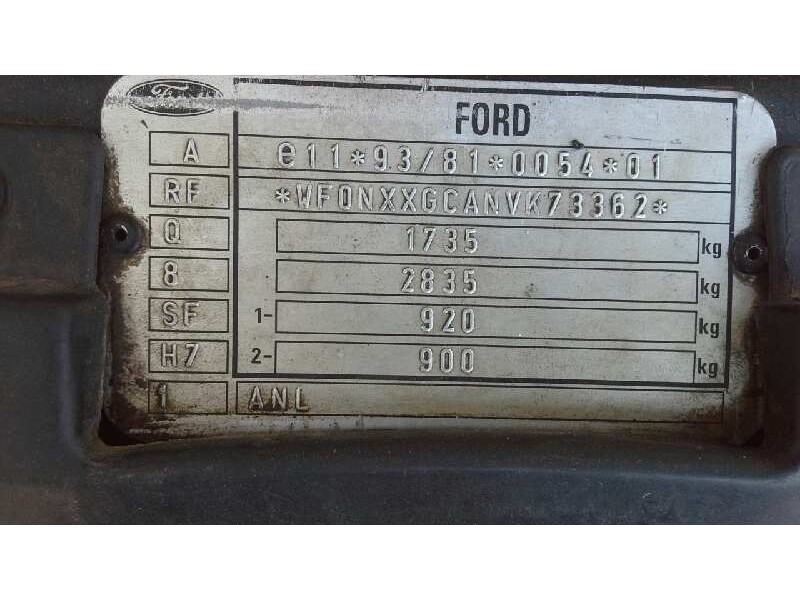 Ford
FORD
A e11*93/81*0054*01
RF *WF0NXXGCANVK73362*
Q 1735 kg
8 2835 kg
SF 1- 920 kg
H7 2- 900 kg
1 ANL